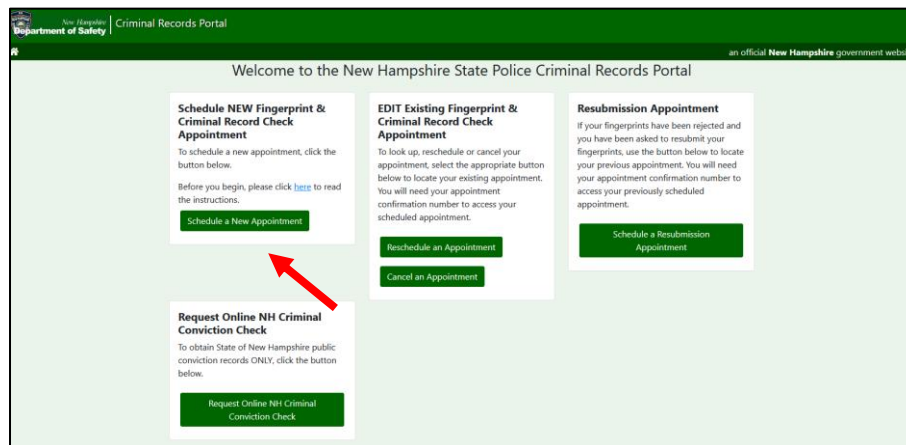 New Hampshire
Department of Safety
Criminal Records Portal
an official New Hampshire government websi
Welcome to the New Hampshire State Police Criminal Records Portal
Schedule NEW Fingerprint &
Criminal Record Check
Appointment
To schedule a new appointment, click the
button below.
Before you begin, please click here to read
the instructions.
Schedule a New Appointment
EDIT Existing Fingerprint &
Criminal Record Check
Appointment
To look up, reschedule or cancel your
appointment, select the appropriate button
below to locate your existing appointment.
You will need your appointment
confirmation number to access your
scheduled appointment.
Reschedule an Appointment
Cancel an Appointment
Resubmission Appointment
If your fingerprints have been rejected and
you have been asked to resubmit your
fingerprints, use the button below to locate
your previous appointment. You will need
your appointment confirmation number to
access your previously scheduled
appointment.
Schedule a Resubmission
Appointment
Request Online NH Criminal
Conviction Check
To obtain State of New Hampshire public
conviction records ONLY, click the button
below.
Request Online NH Criminal
Conviction Check